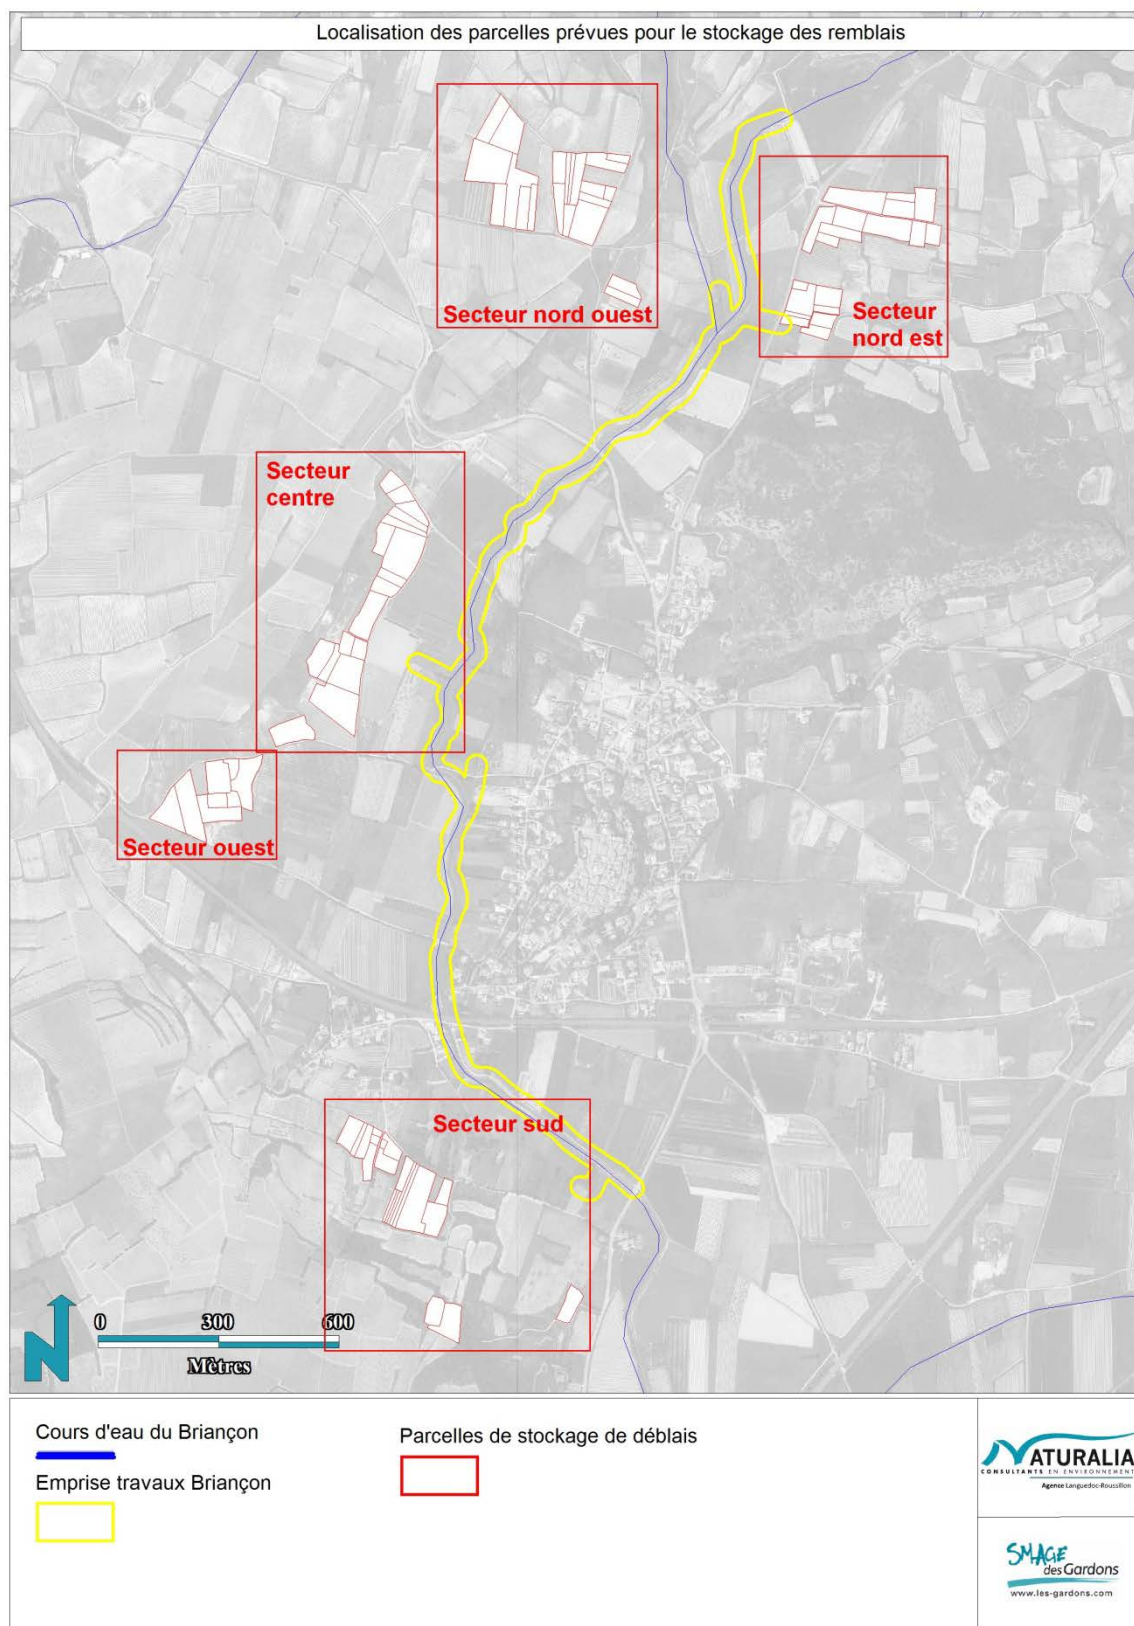 Localisation des parcelles prévues pour le stockage des remblais
Secteur nord ouest
Secteur
nord est
Secteur
centre
Secteur ouest
Secteur sud
0 300 600
Mètres
N
Cours d'eau du Briançon
Emprise travaux Briançon
Parcelles de stockage de déblais
NATURALIA
CONSULTANTS EN ENVIRONNEMENT
Agence Languedoc-Roussillon
SMAGE
des Gardons
www.les-gardons.com